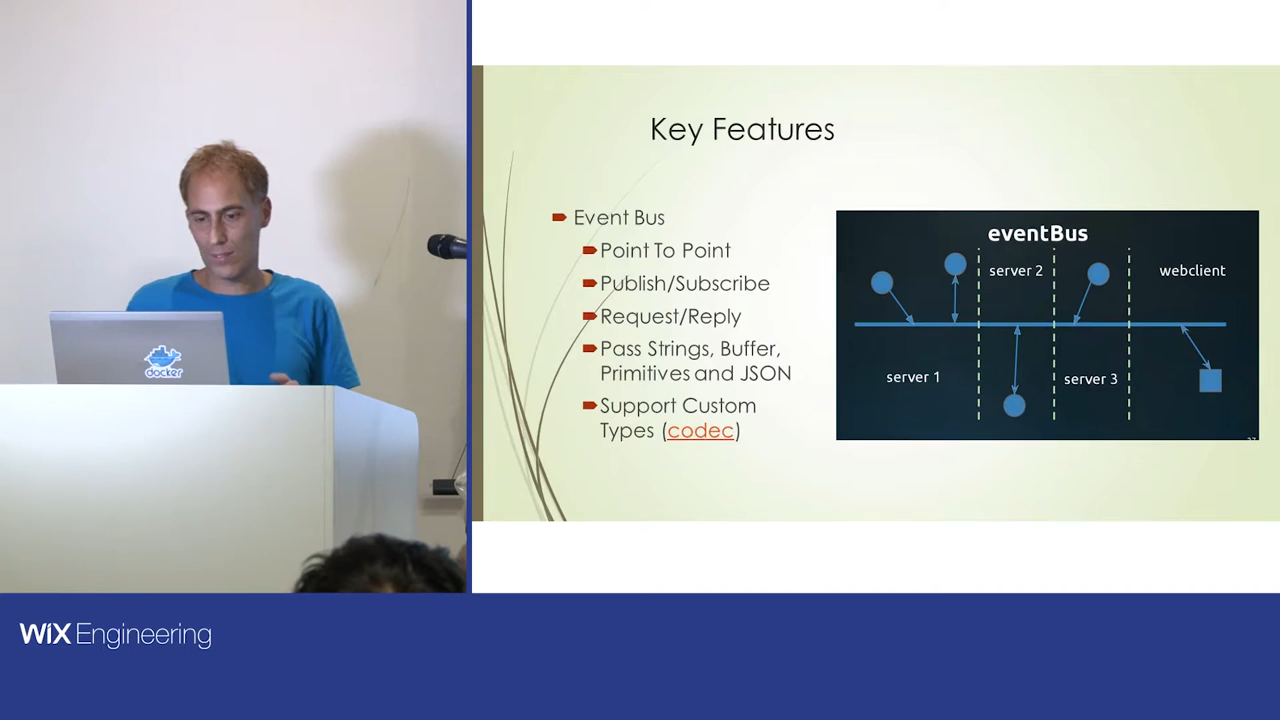 Key Features
Event Bus
Point To Point
Publish/Subscribe
Request/Reply
Pass Strings, Buffer,
Primitives and JSON
Support Custom
Types (codec)
eventBus
server 2
webclient
server 1
server 3
docker
WiX Engineering